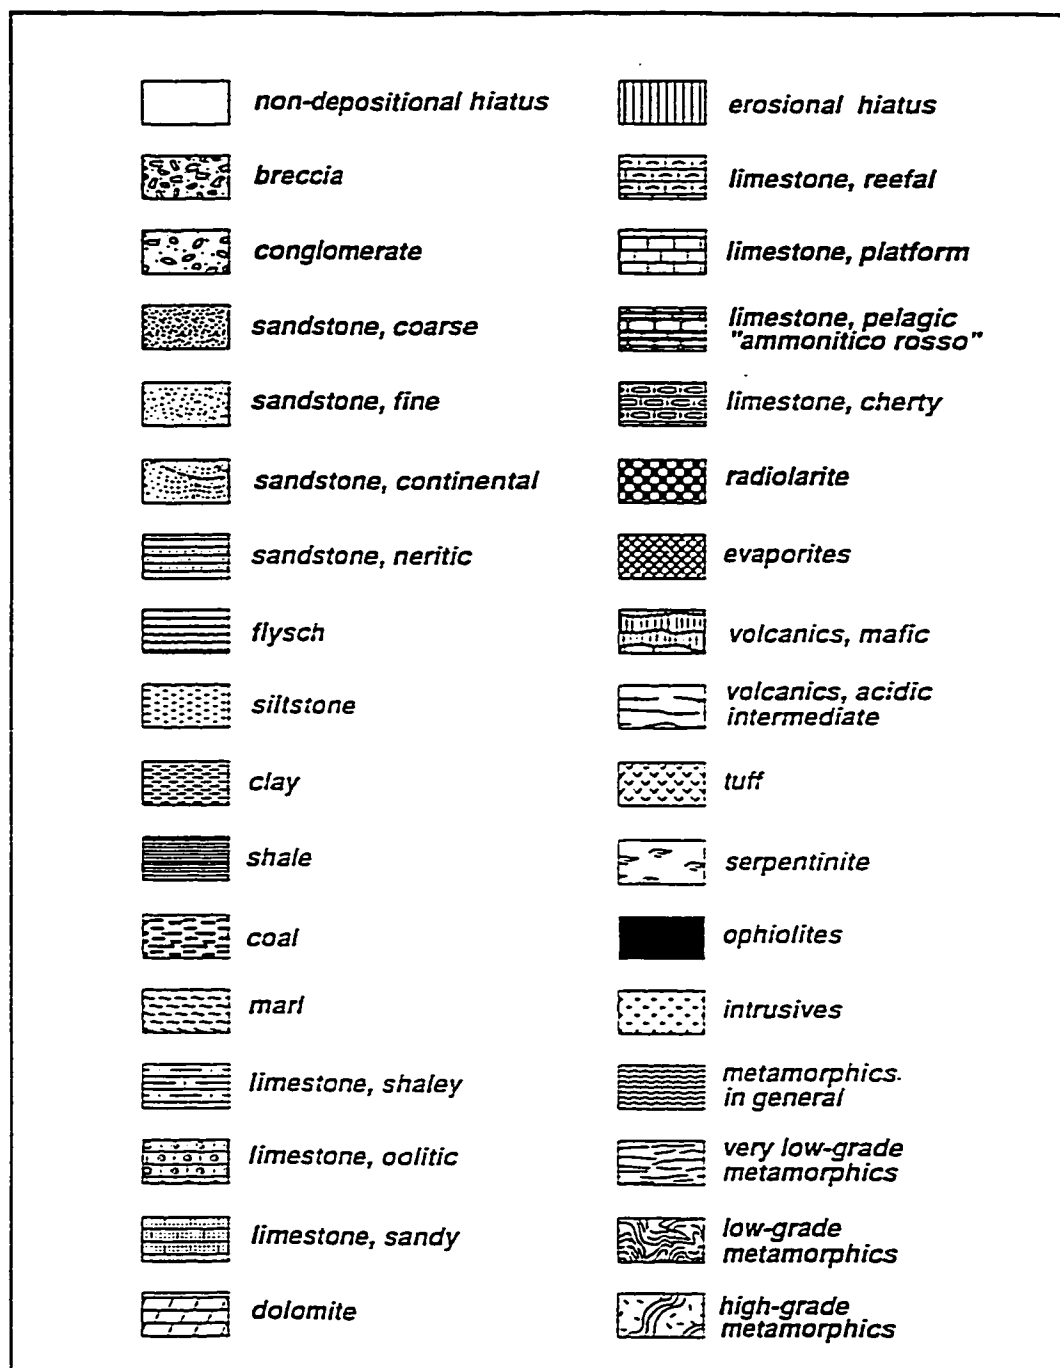 non-depositional hiatus
breccia
conglomerate
sandstone, coarse
sandstone, fine
sandstone, continental
sandstone, neritic
flysch
siltstone
clay
shale
coal
marl
limestone, shaley
limestone, oolitic
limestone, sandy
dolomite
erosional hiatus
limestone, reefal
limestone, platform
limestone, pelagic
"ammonitico rosso"
limestone, cherty
radiolarite
evaporites
volcanics, mafic
volcanics, acidic
intermediate
tuff
serpentinite
ophiolites
intrusives
metamorphics.
in general
very low-grade
metamorphics
low-grade
metamorphics
high-grade
metamorphics